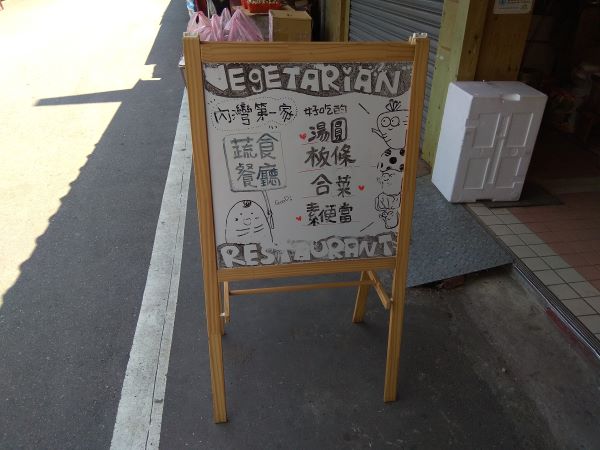 VEgETARiAN
內灣第一家
蔬食
餐廳
GOOD!
好吃的
湯圓
粄條
合菜
素便當
RESTAURANT